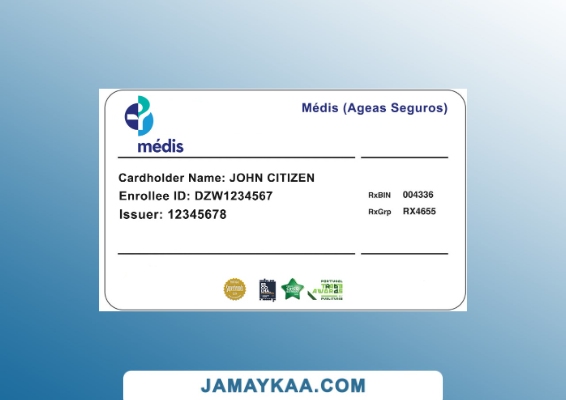 Médis (Ageas Seguros)
médis
Cardholder Name: JOHN CITIZEN
Enrollee ID: DZW1234567
Issuer: 12345678
RxBIN 004336
RxGrp RX4655
JAMAYKAA.COM